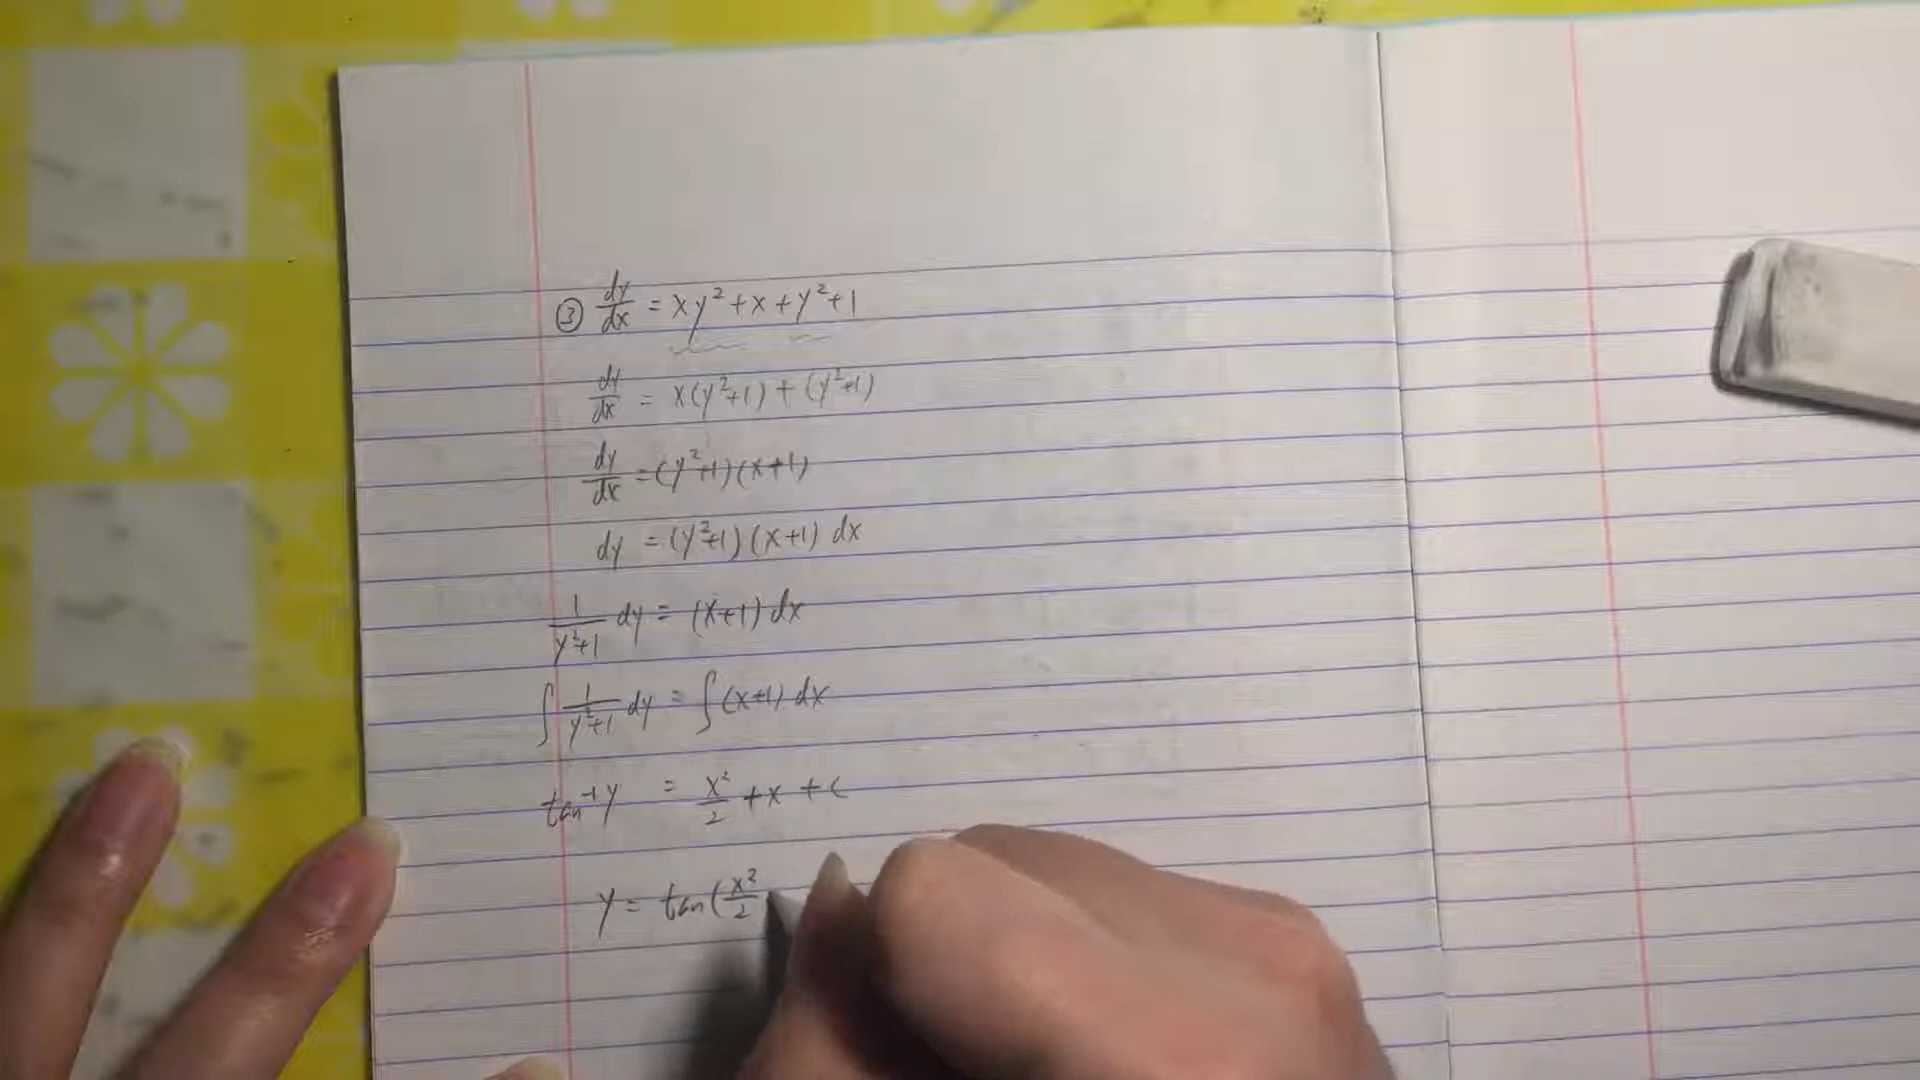 ③ dy/dx = xy² + x + y² + 1
dy/dx = x(y²+1) + (y²+1)
dy/dx = (y²+1)(x+1)
dy = (y²+1)(x+1) dx
1/(y²+1) dy = (x+1) dx
∫ 1/(y²+1) dy = ∫ (x+1) dx
tan⁻¹ y = x²/2 + x + c
y = tan(x²/2